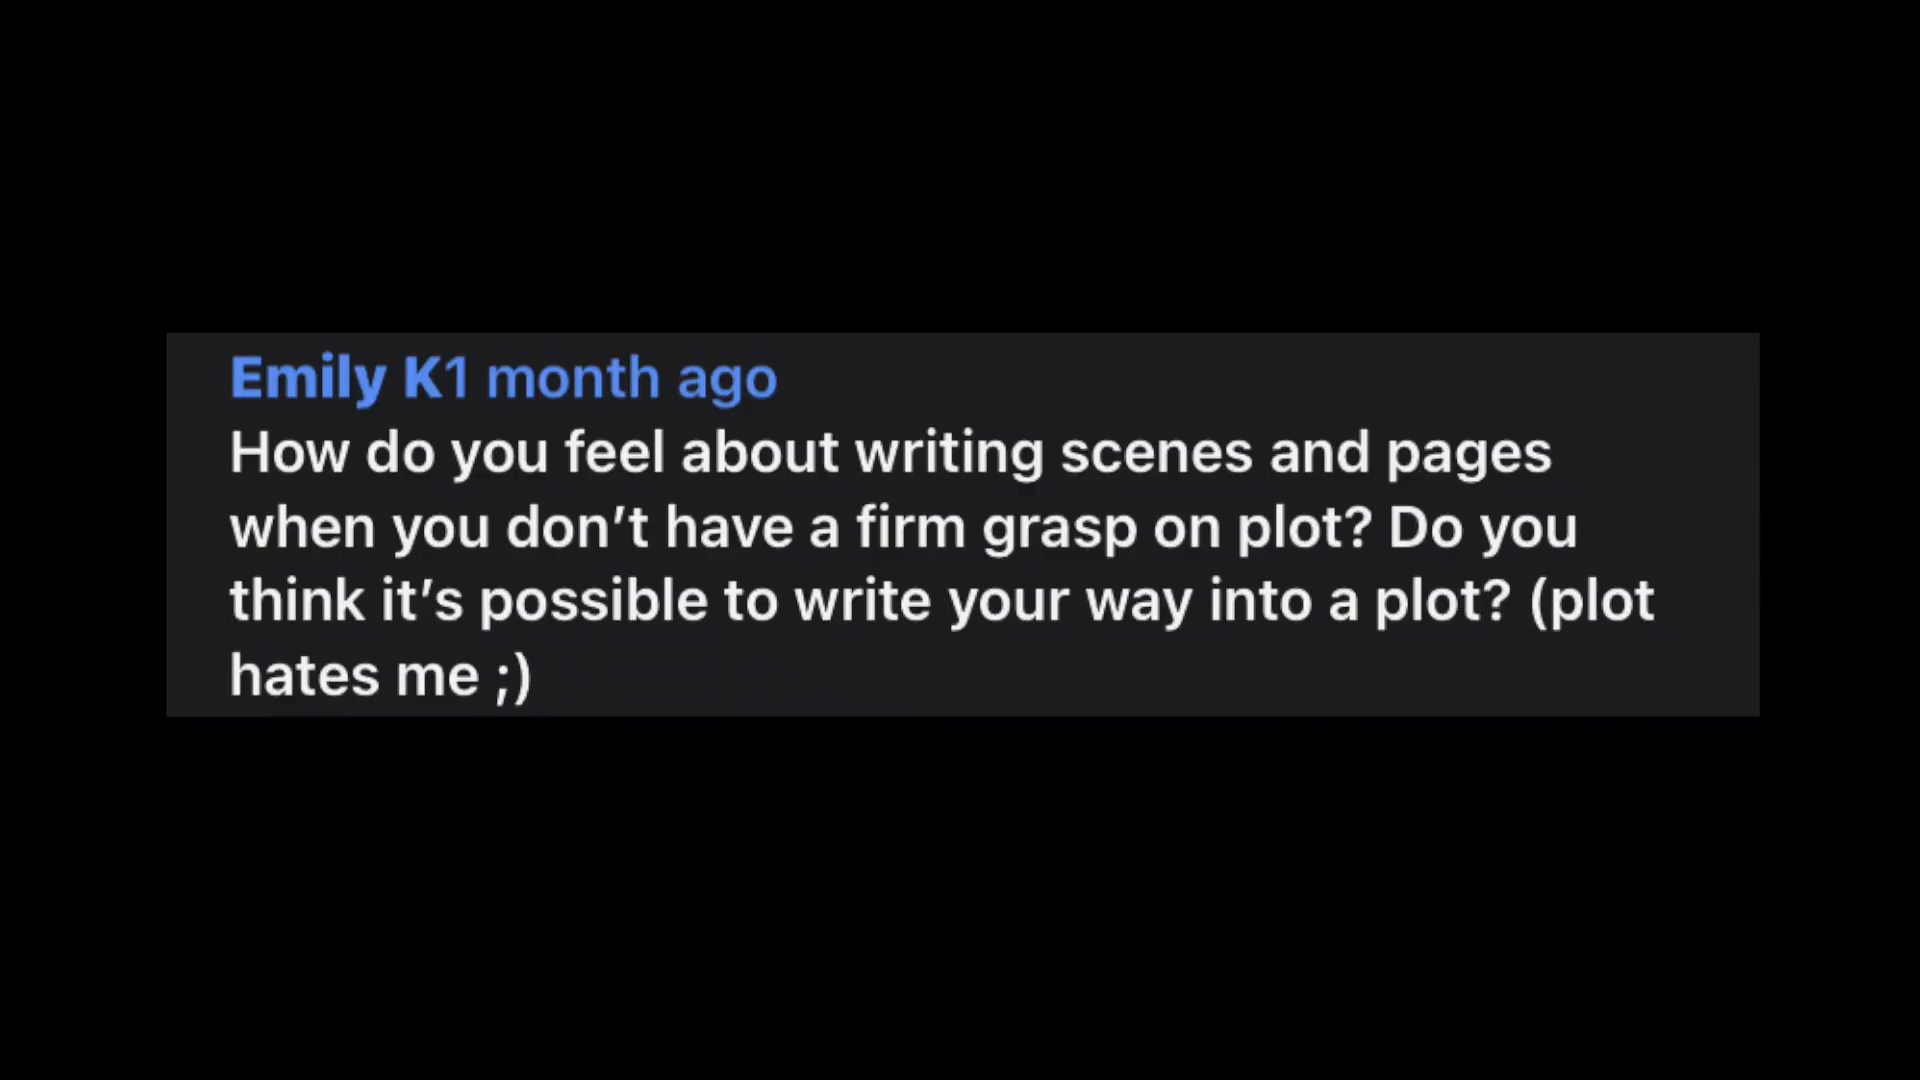 Emily K1 month ago
How do you feel about writing scenes and pages
when you don’t have a firm grasp on plot? Do you
think it’s possible to write your way into a plot? (plot
hates me ;)